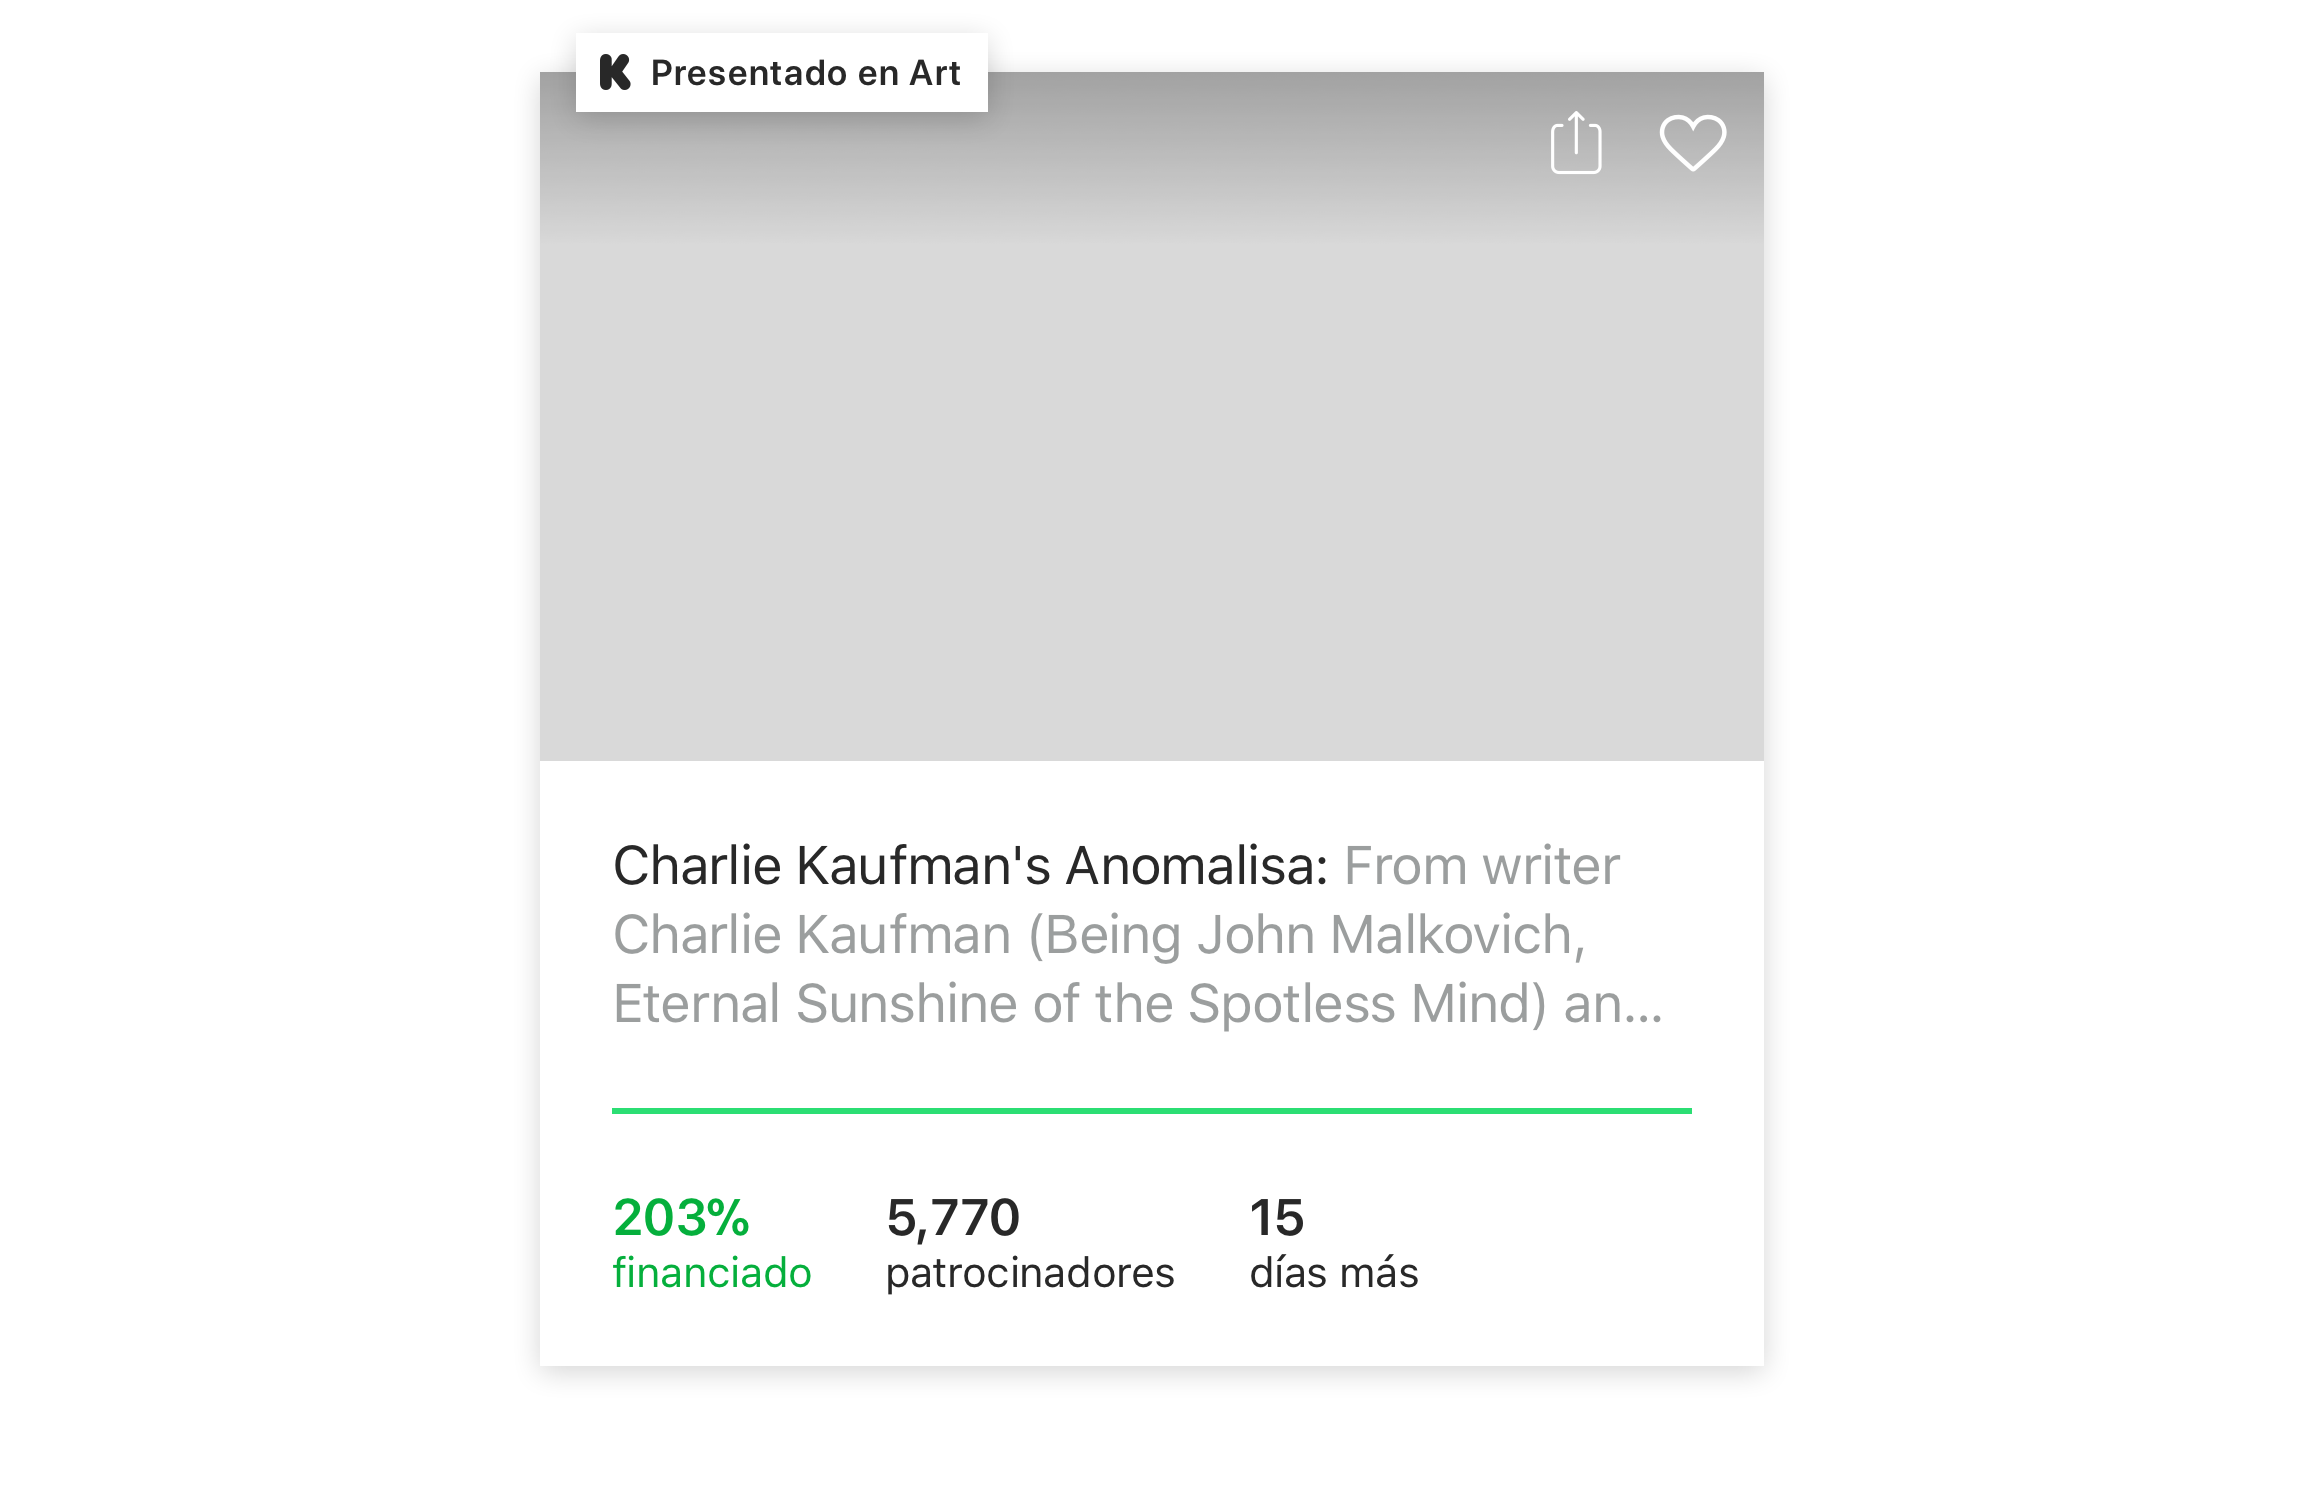 Presentado en Art
Charlie Kaufman's Anomalisa: From writer
Charlie Kaufman (Being John Malkovich,
Eternal Sunshine of the Spotless Mind) an...
203% 5,770 15
financiado patrocinadores días más